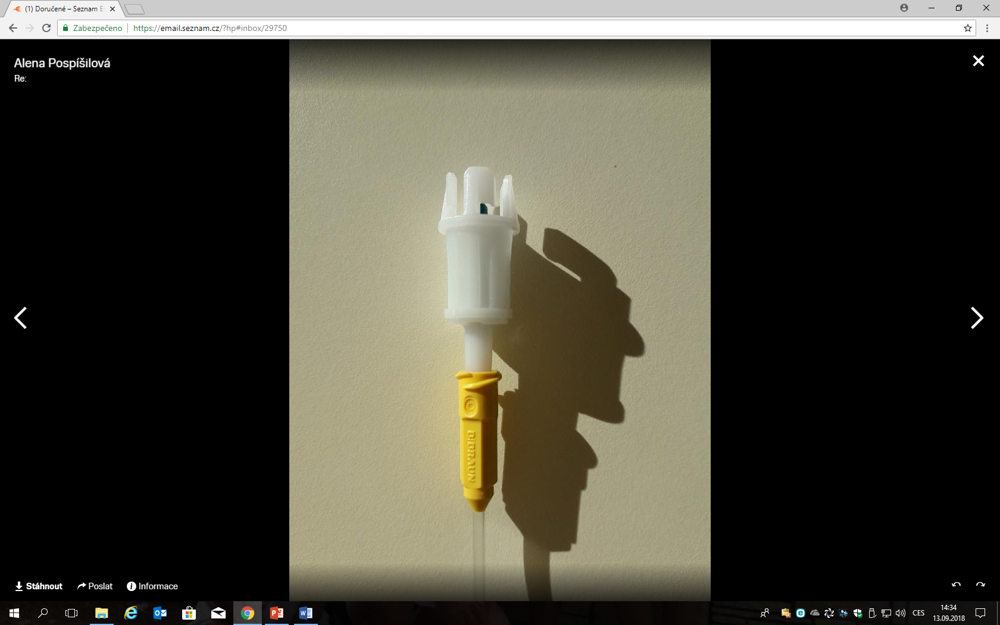 (1) Doručené – Seznam E
Zabezpečeno
https://email.seznam.cz/?hp#inbox/29750
Alena Pospíšilová
Re:
B|BRAUN
Stáhnout
Poslat
Informace
CES
14:34
13.09.2018